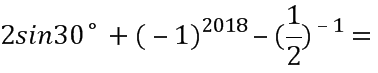 2sin30° + (−1)^2018 − (1/2)^−1 =